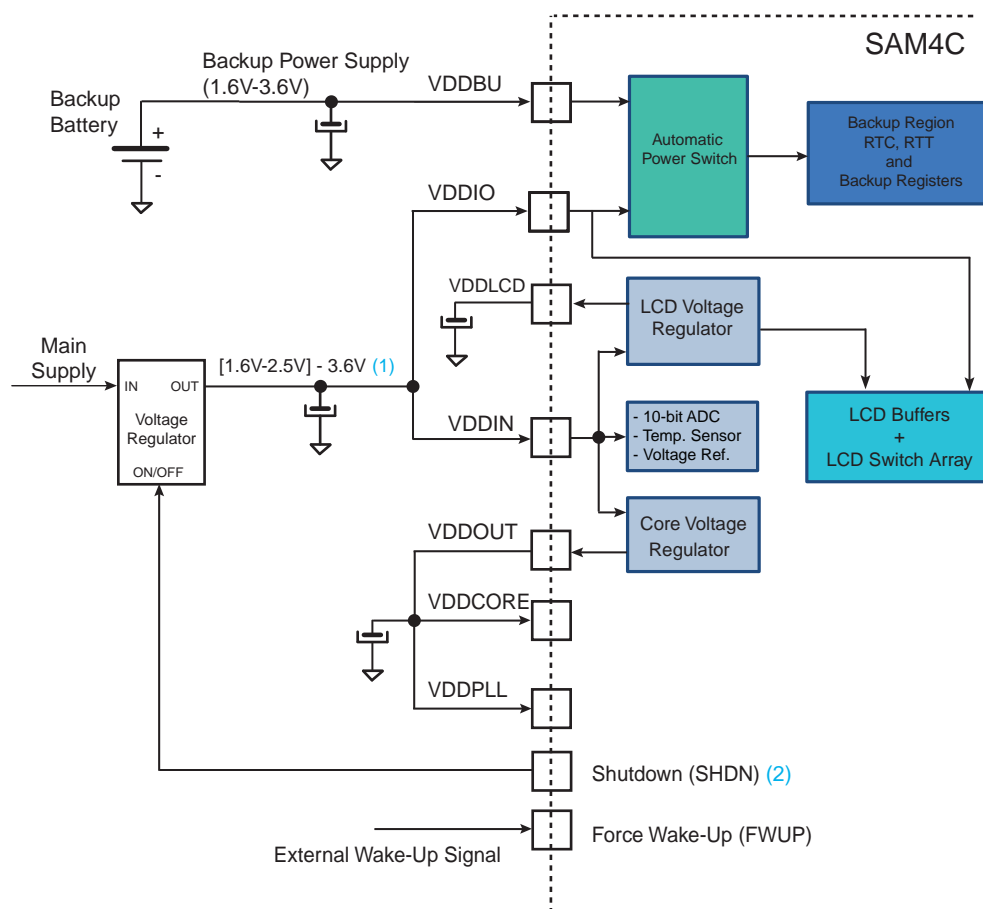 SAM4C
Backup Power Supply
(1.6V-3.6V)
VDDBU
Backup
Battery
+
-
Automatic
Power Switch
Backup Region
RTC, RTT
and
Backup Registers
VDDIO
VDDLCD
LCD Voltage
Regulator
Main
Supply
[1.6V-2.5V] - 3.6V (1)
IN OUT
Voltage
Regulator
ON/OFF
VDDIN
- 10-bit ADC
- Temp. Sensor
- Voltage Ref.
LCD Buffers
+
LCD Switch Array
VDDOUT
Core Voltage
Regulator
VDDCORE
VDDPLL
Shutdown (SHDN) (2)
External Wake-Up Signal
Force Wake-Up (FWUP)